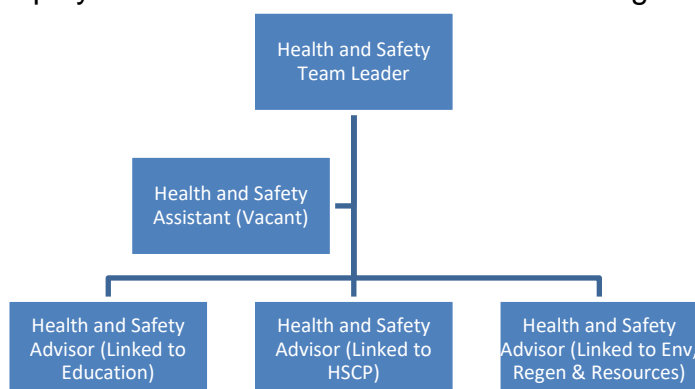 Health and Safety
Team Leader
Health and Safety
Assistant (Vacant)
Health and Safety
Advisor (Linked to
Education)
Health and Safety
Advisor (Linked to
HSCP)
Health and Safety
Advisor (Linked to Env,
Regen & Resources)